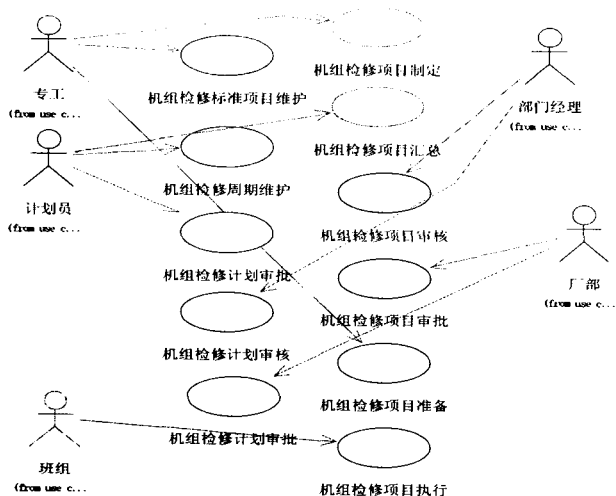 机组检修项目制定
专工
机组检修标准项目维护
部门经理
(from use c...
(from use c...
机组检修项目汇总
机组检修周期维护
计划员
(from use c...
机组检修项目审核
机组检修计划审批
厂部
(from use c...
机组检修项目审批
机组检修计划审核
机组检修项目准备
机组检修计划审批
班组
(from use c...
机组检修项目执行